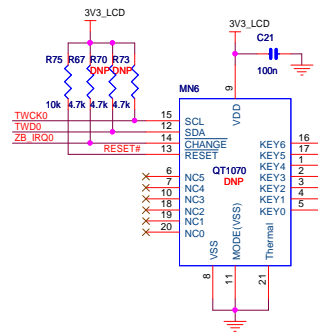 3V3_LCD
3V3_LCD
C21
100n
R75 R67 R70 R73
DNP DNP
10k 4.7k 4.7k 4.7k
MN6
9
VDD
TWCK0 15 SCL
TWD0 12 SDA
ZB_IRQ0 14 CHANGE
RESET# 13 RESET
KEY6 16
KEY5 17
KEY4 1
KEY3 2
KEY2 3
KEY1 4
KEY0 5
QT1070
DNP
6 NC5
7 NC4
10 NC3
18 NC2
19 NC1
20 NC0
VSS
MODE(VSS)
Thermal
8
11
21